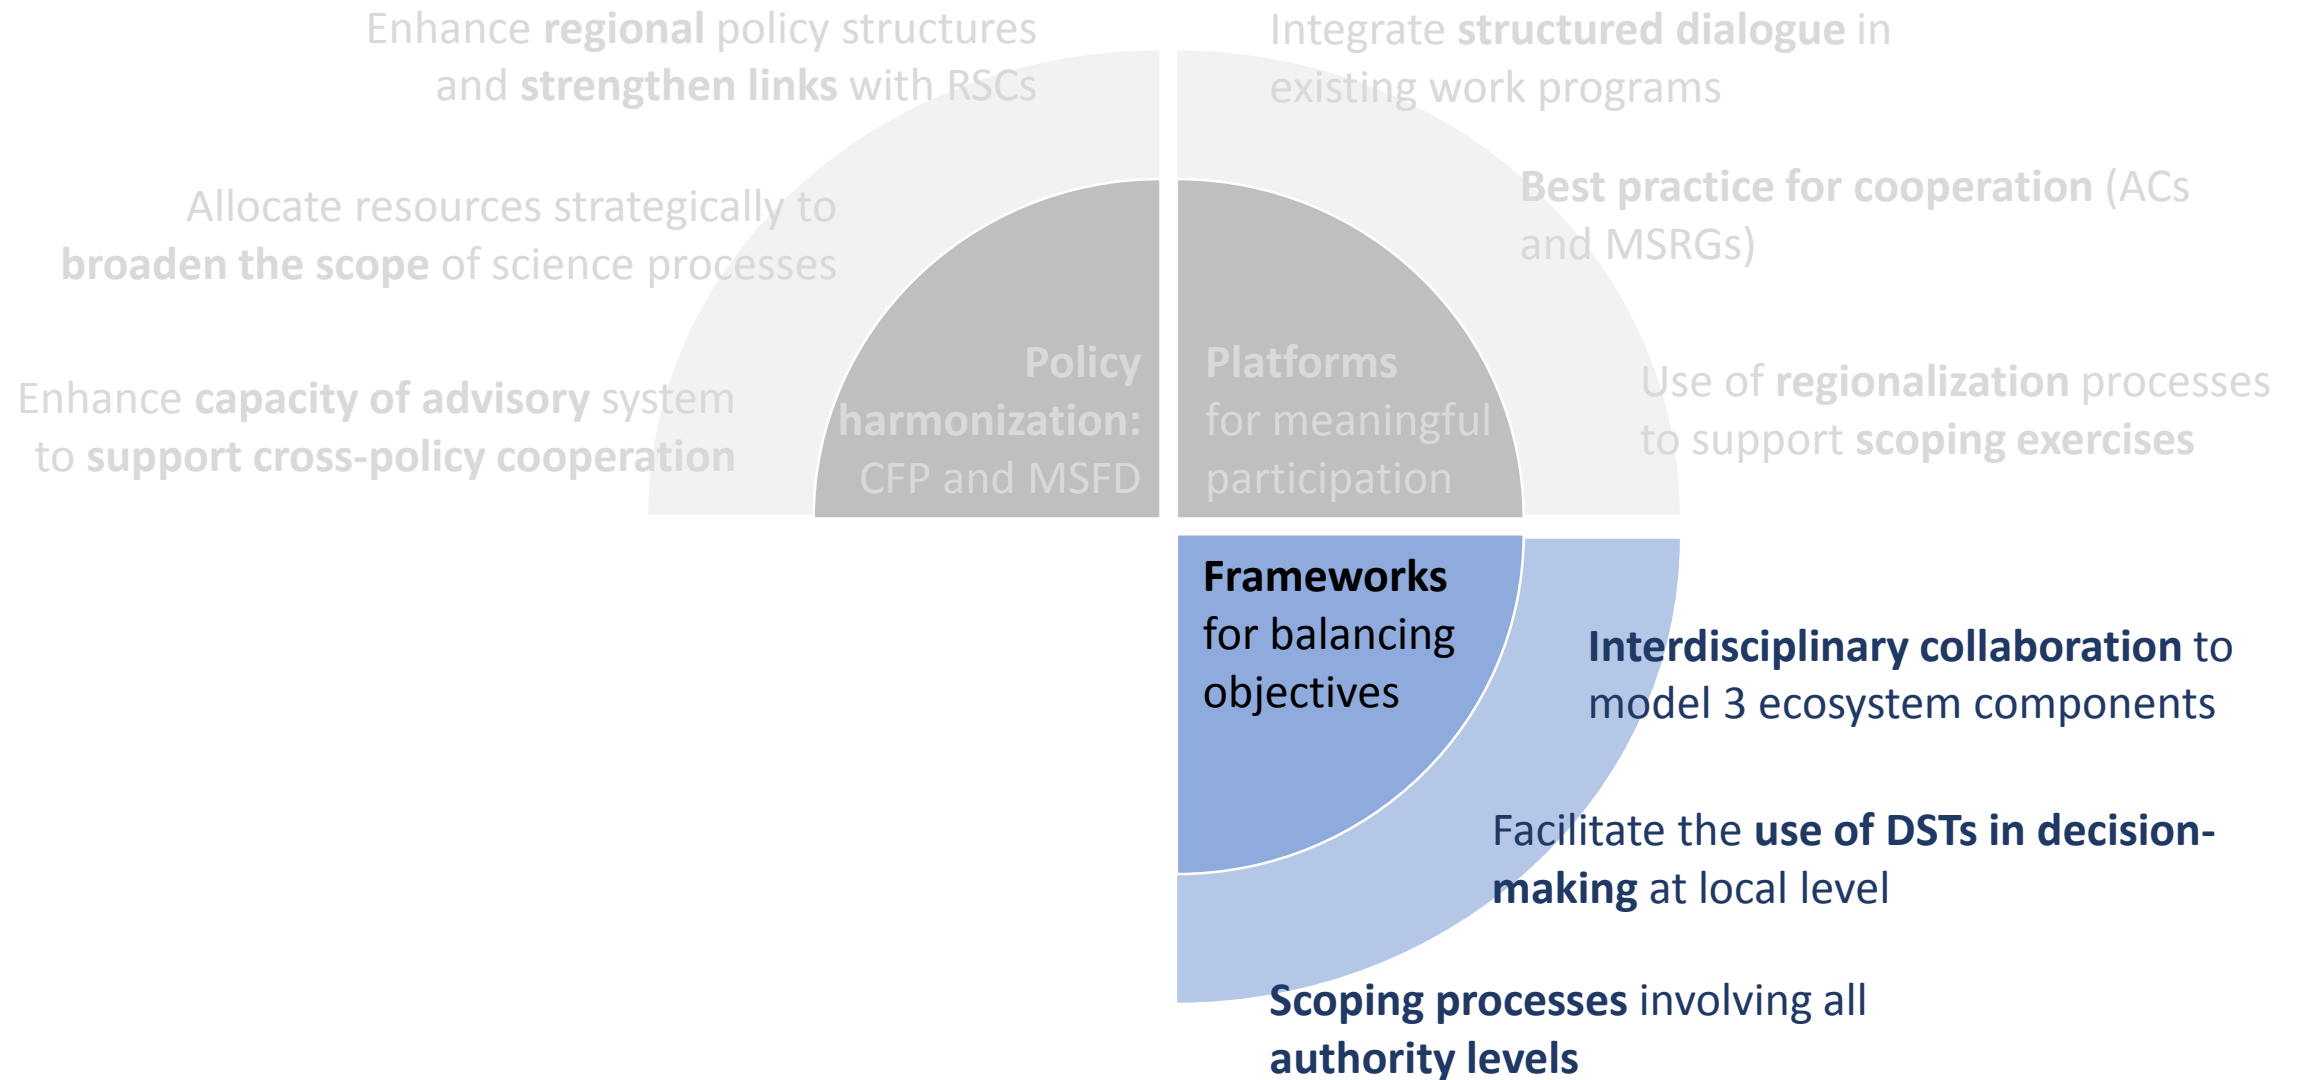 Enhance regional policy structures
and strengthen links with RSCs
Allocate resources strategically to
broaden the scope of science processes
Enhance capacity of advisory system
to support cross-policy cooperation
Policy
harmonization:
CFP and MSFD
Integrate structured dialogue in
existing work programs
Best practice for cooperation (ACs
and MSRGs)
Use of regionalization processes
to support scoping exercises
Platforms
for meaningful
participation
Frameworks
for balancing
objectives
Interdisciplinary collaboration to
model 3 ecosystem components
Facilitate the use of DSTs in decision-
making at local level
Scoping processes involving all
authority levels